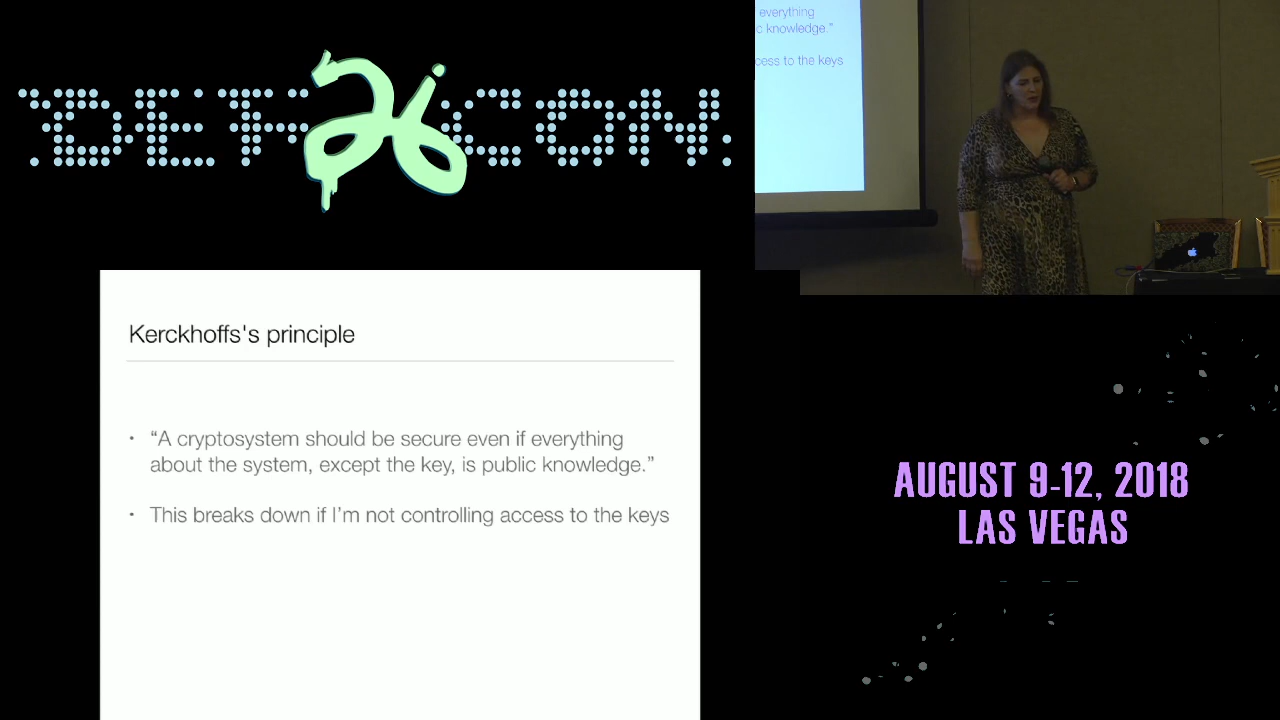 DEF 26 CON
everything
c knowledge.”
cess to the keys
Kerckhoffs's principle
• “A cryptosystem should be secure even if everything
about the system, except the key, is public knowledge.”
• This breaks down if I’m not controlling access to the keys
AUGUST 9-12, 2018
LAS VEGAS